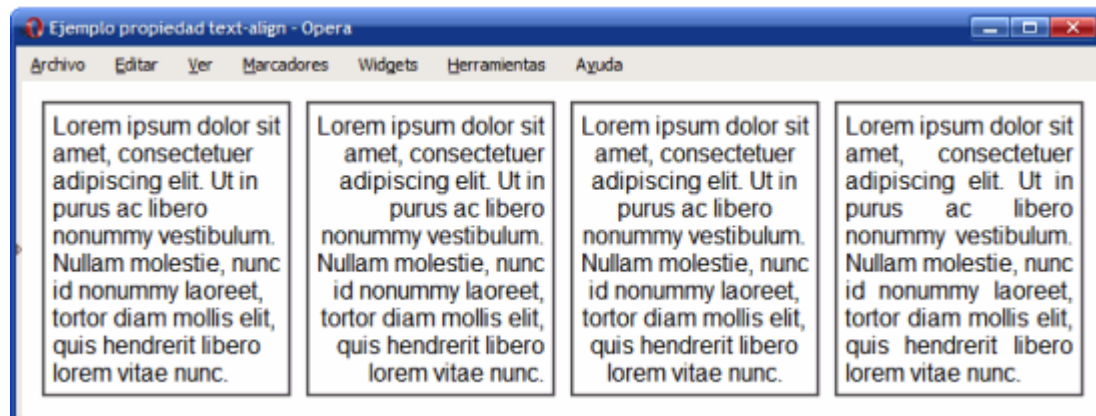 Ejemplo propiedad text-align - Opera
Archivo Editar Ver Marcadores Widgets Herramientas Ayuda
Lorem ipsum dolor sit
amet, consectetuer
adipiscing elit. Ut in
purus ac libero
nonummy vestibulum.
Nullam molestie, nunc
id nonummy laoreet,
tortor diam mollis elit,
quis hendrerit libero
lorem vitae nunc.
Lorem ipsum dolor sit
amet, consectetuer
adipiscing elit. Ut in
purus ac libero
nonummy vestibulum.
Nullam molestie, nunc
id nonummy laoreet,
tortor diam mollis elit,
quis hendrerit libero
lorem vitae nunc.
Lorem ipsum dolor sit
amet, consectetuer
adipiscing elit. Ut in
purus ac libero
nonummy vestibulum.
Nullam molestie, nunc
id nonummy laoreet,
tortor diam mollis elit,
quis hendrerit libero
lorem vitae nunc.
Lorem ipsum dolor sit
amet, consectetuer
adipiscing elit. Ut in
purus ac libero
nonummy vestibulum.
Nullam molestie, nunc
id nonummy laoreet,
tortor diam mollis elit,
quis hendrerit libero
lorem vitae nunc.